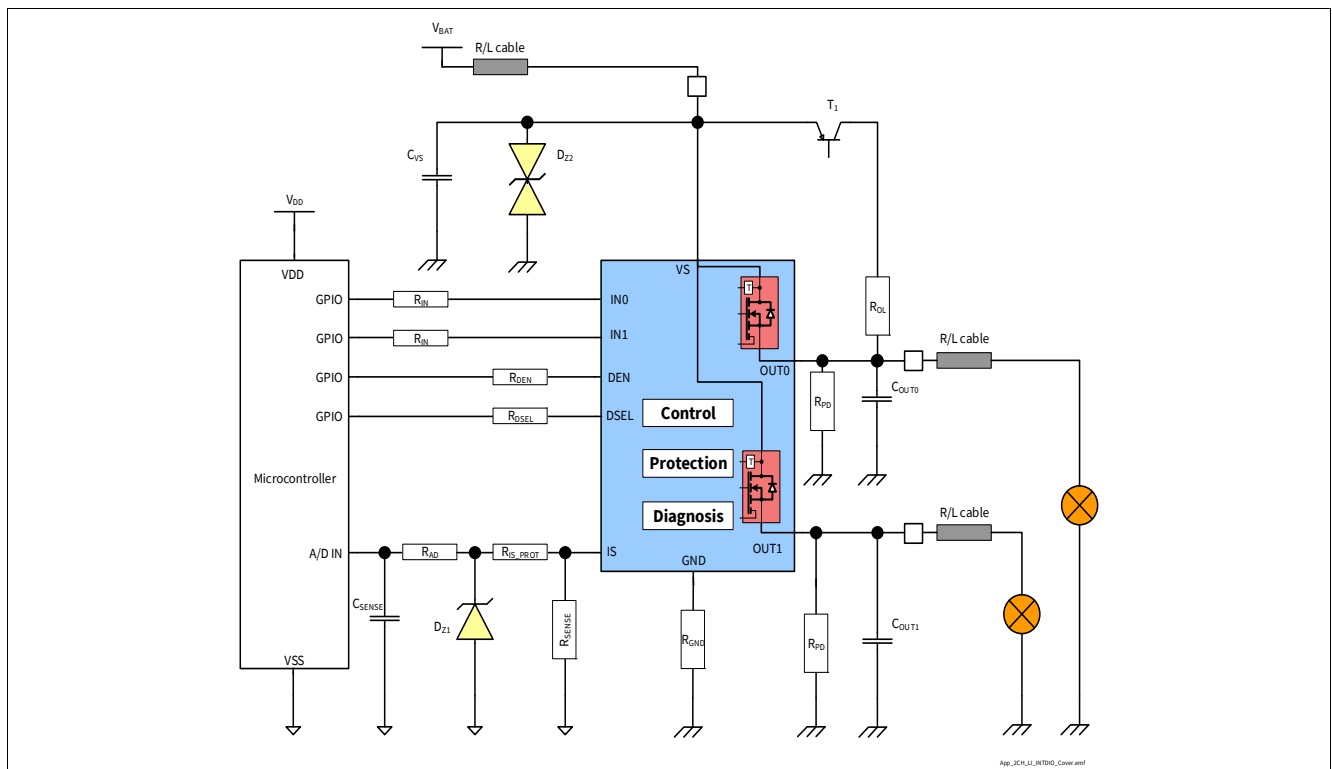 VBAT
R/L cable
T1
CVS
DZ2
VDD
VDD
VS
T
GPIO
RIN
IN0
ROL
GPIO
RIN
IN1
R/L cable
OUT0
GPIO
RDEN
DEN
RPD
COUT0
GPIO
RDSEL
DSEL
Control
Protection
T
Microcontroller
Diagnosis
R/L cable
OUT1
A/D IN
RAD
RIS_PROT
IS
GND
CSENSE
DZ1
RSENSE
RGND
RPD
COUT1
VSS
App_2CH_LI_INTDIO_Cover.emf